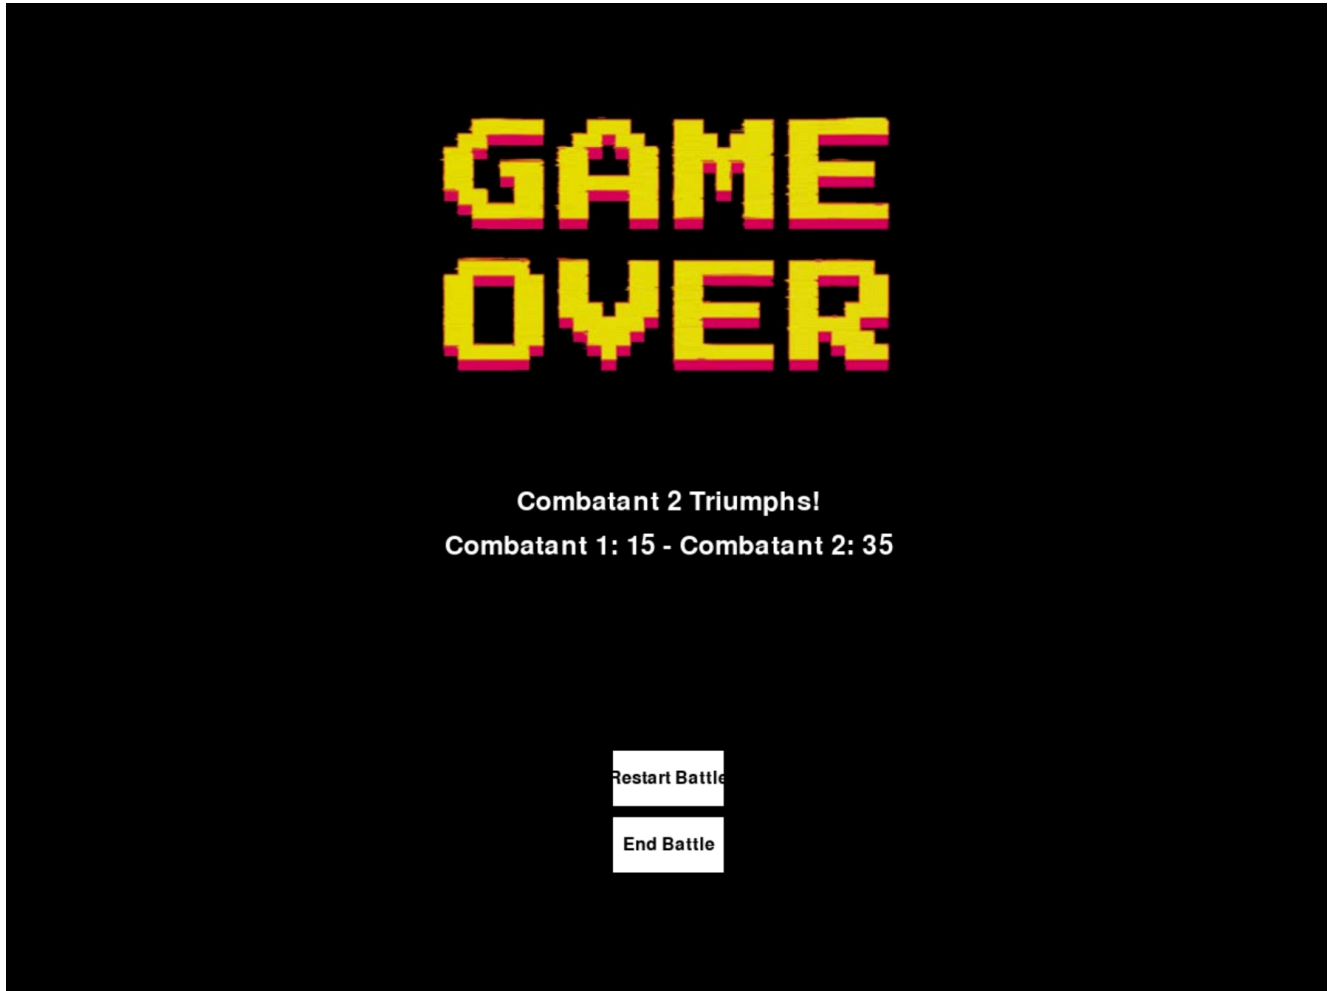 GAME
OVER
Combatant 2 Triumphs!
Combatant 1: 15 - Combatant 2: 35
Restart Battle
End Battle